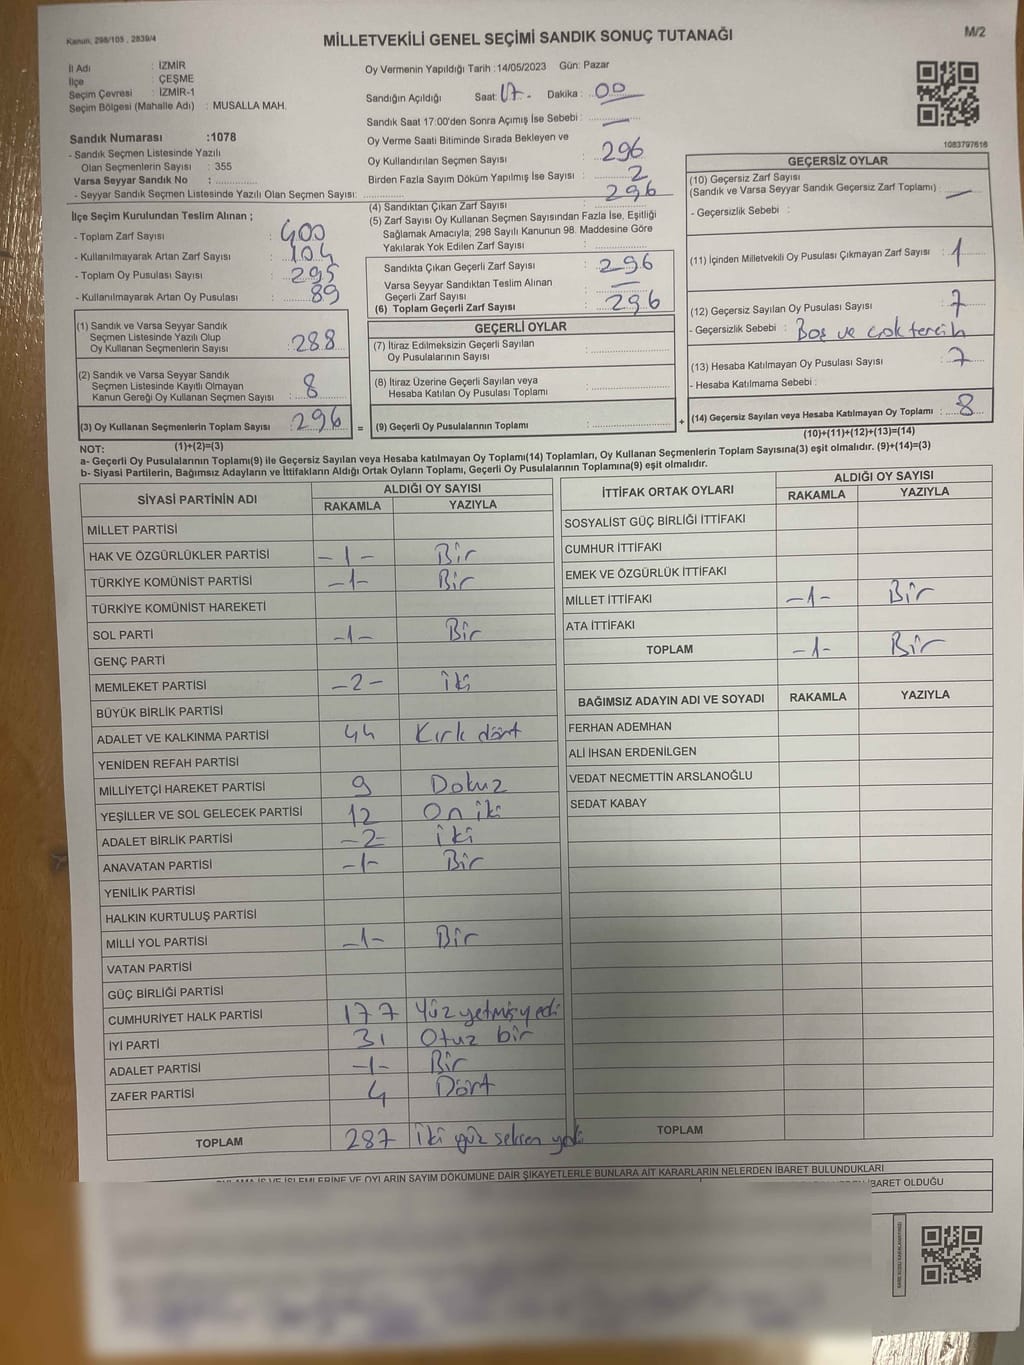 Kanun, 298/105 , 2839/4
MİLLETVEKİLİ GENEL SEÇİMİ SANDIK SONUÇ TUTANAĞI
M/2
İl Adı : İZMİR
İlçe : ÇEŞME
Seçim Çevresi : İZMİR-1
Seçim Bölgesi (Mahalle Adı) : MUSALLA MAH.
Sandık Numarası :1078
- Sandık Seçmen Listesinde Yazılı
Olan Seçmenlerin Sayısı : 355
Varsa Seyyar Sandık No :
- Seyyar Sandık Seçmen Listesinde Yazılı Olan Seçmen Sayısı:
Oy Vermenin Yapıldığı Tarih :14/05/2023 Gün: Pazar
Sandığın Açıldığı Saat: 17. Dakika : 00
Sandık Saat 17:00'den Sonra Açımış İse Sebebi : —
Oy Verme Saati Bitiminde Sırada Bekleyen ve
Oy Kullandırılan Seçmen Sayısı : 296
Birden Fazla Sayım Döküm Yapılmış İse Sayısı : 2
(4) Sandıktan Çıkan Zarf Sayısı : 296
(5) Zarf Sayısı Oy Kullanan Seçmen Sayısından Fazla İse, Eşitliği
Sağlamak Amacıyla; 298 Sayılı Kanunun 98. Maddesine Göre
Yakılarak Yok Edilen Zarf Sayısı :
1083797616
İlçe Seçim Kurulundan Teslim Alınan ;
- Toplam Zarf Sayısı : 400
- Kullanılmayarak Artan Zarf Sayısı : 104
- Toplam Oy Pusulası Sayısı : 295
- Kullanılmayarak Artan Oy Pusulası : 89
(1) Sandık ve Varsa Seyyar Sandık
Seçmen Listesinde Yazılı Olup
Oy Kullanan Seçmenlerin Sayısı : 288
(2) Sandık ve Varsa Seyyar Sandık
Seçmen Listesinde Kayıtlı Olmayan
Kanun Gereği Oy Kullanan Seçmen Sayısı : 8
(3) Oy Kullanan Seçmenlerin Toplam Sayısı : 296
(1)+(2)=(3)
Sandıkta Çıkan Geçerli Zarf Sayısı : 296
Varsa Seyyar Sandıktan Teslim Alınan
Geçerli Zarf Sayısı : —
(6) Toplam Geçerli Zarf Sayısı : 296
GEÇERLİ OYLAR
(7) İtiraz Edilmeksizin Geçerli Sayılan
Oy Pusulalarının Sayısı :
(8) İtiraz Üzerine Geçerli Sayılan veya
Hesaba Katılan Oy Pusulası Toplamı :
= (9) Geçerli Oy Pusulalarının Toplamı : +
GEÇERSİZ OYLAR
(10) Geçersiz Zarf Sayısı
(Sandık ve Varsa Seyyar Sandık Geçersiz Zarf Toplamı) : —
- Geçersizlik Sebebi :
(11) İçinden Milletvekili Oy Pusulası Çıkmayan Zarf Sayısı : 1
(12) Geçersiz Sayılan Oy Pusulası Sayısı : 7
- Geçersizlik Sebebi : Boş ve çok tercih
(13) Hesaba Katılmayan Oy Pusulası Sayısı : 7
- Hesaba Katılmama Sebebi :
(14) Geçersiz Sayılan veya Hesaba Katılmayan Oy Toplamı : 8
(10)+(11)+(12)+(13)=(14)
NOT:
a- Geçerli Oy Pusulalarının Toplamı(9) ile Geçersiz Sayılan veya Hesaba katılmayan Oy Toplamı(14) Toplamları, Oy Kullanan Seçmenlerin Toplam Sayısına(3) eşit olmalıdır. (9)+(14)=(3)
b- Siyasi Partilerin, Bağımsız Adayların ve İttifakların Aldığı Ortak Oyların Toplamı, Geçerli Oy Pusulalarının Toplamına(9) eşit olmalıdır.
SİYASİ PARTİNİN ADI ALDIĞI OY SAYISI
RAKAMLA YAZIYLA
MİLLET PARTİSİ
HAK VE ÖZGÜRLÜKLER PARTİSİ -1- Bir
TÜRKİYE KOMÜNİST PARTİSİ -1- Bir
TÜRKİYE KOMÜNİST HAREKETİ
SOL PARTİ -1- Bir
GENÇ PARTİ
MEMLEKET PARTİSİ -2- iki
BÜYÜK BİRLİK PARTİSİ
ADALET VE KALKINMA PARTİSİ 44 Kırk dört
YENİDEN REFAH PARTİSİ
MİLLİYETÇİ HAREKET PARTİSİ 9 Dokuz
YEŞİLLER VE SOL GELECEK PARTİSİ 12 On iki
ADALET BİRLİK PARTİSİ -2- iki
ANAVATAN PARTİSİ -1- Bir
YENİLİK PARTİSİ
HALKIN KURTULUŞ PARTİSİ
MİLLİ YOL PARTİSİ -1- Bir
VATAN PARTİSİ
GÜÇ BİRLİĞİ PARTİSİ
CUMHURİYET HALK PARTİSİ 177 Yüz yetmiş yedi
İYİ PARTİ 31 Otuz bir
ADALET PARTİSİ -1- Bir
ZAFER PARTİSİ 4 Dört
TOPLAM 287 iki yüz seksen yedi
İTTİFAK ORTAK OYLARI ALDIĞI OY SAYISI
RAKAMLA YAZIYLA
SOSYALİST GÜÇ BİRLİĞİ İTTİFAKI
CUMHUR İTTİFAKI
EMEK VE ÖZGÜRLÜK İTTİFAKI
MİLLET İTTİFAKI -1- Bir
ATA İTTİFAKI
TOPLAM -1- Bir
BAĞIMSIZ ADAYIN ADI VE SOYADI RAKAMLA YAZIYLA
FERHAN ADEMHAN
ALİ İHSAN ERDENİLGEN
VEDAT NECMETTİN ARSLANOĞLU
SEDAT KABAY
TOPLAM
İŞLEMLERİNE VE OYLARIN SAYIM DÖKÜMÜNE DAİR ŞİKAYETLERLE BUNLARA AİT KARARLARIN NELERDEN İBARET BULUNDUKLARI
İBARET OLDUĞU